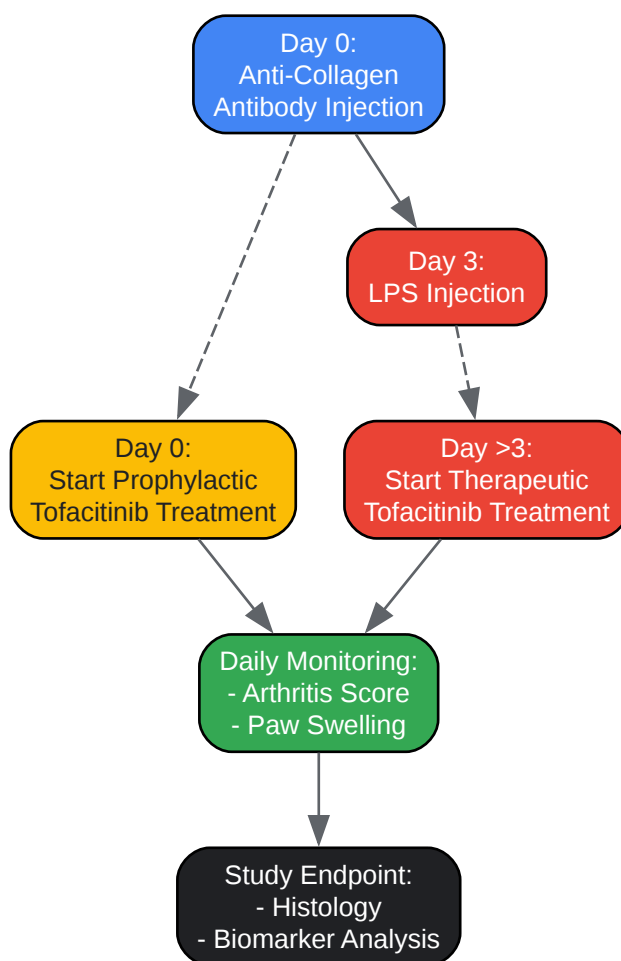 Day 0:
Anti-Collagen
Antibody Injection
Day 3:
LPS Injection
Day 0:
Start Prophylactic
Tofacitinib Treatment
Day >3:
Start Therapeutic
Tofacitinib Treatment
Daily Monitoring:
- Arthritis Score
- Paw Swelling
Study Endpoint:
- Histology
- Biomarker Analysis